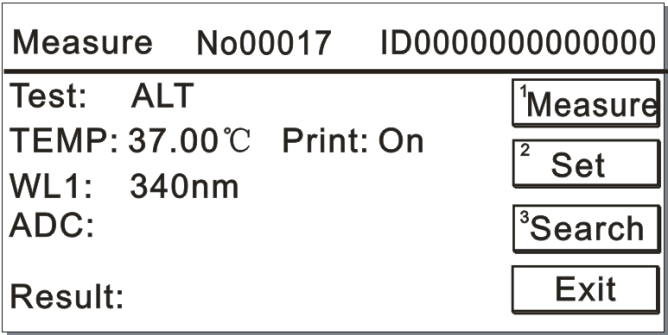 Measure No00017 ID0000000000000
Test: ALT
1Measure
TEMP: 37.00℃ Print: On
2 Set
WL1: 340nm
ADC:
3Search
Result:
Exit